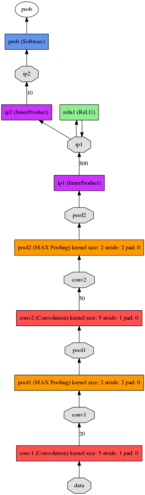 prob
prob (Softmax)
ip2
10
ip2 (InnerProduct)
relu1 (ReLU)
ip1
500
ip1 (InnerProduct)
pool2
pool2 (MAX Pooling) kernel size: 2 stride: 2 pad: 0
conv2
50
conv2 (Convolution) kernel size: 5 stride: 1 pad: 0
pool1
pool1 (MAX Pooling) kernel size: 2 stride: 2 pad: 0
conv1
20
conv1 (Convolution) kernel size: 5 stride: 1 pad: 0
data